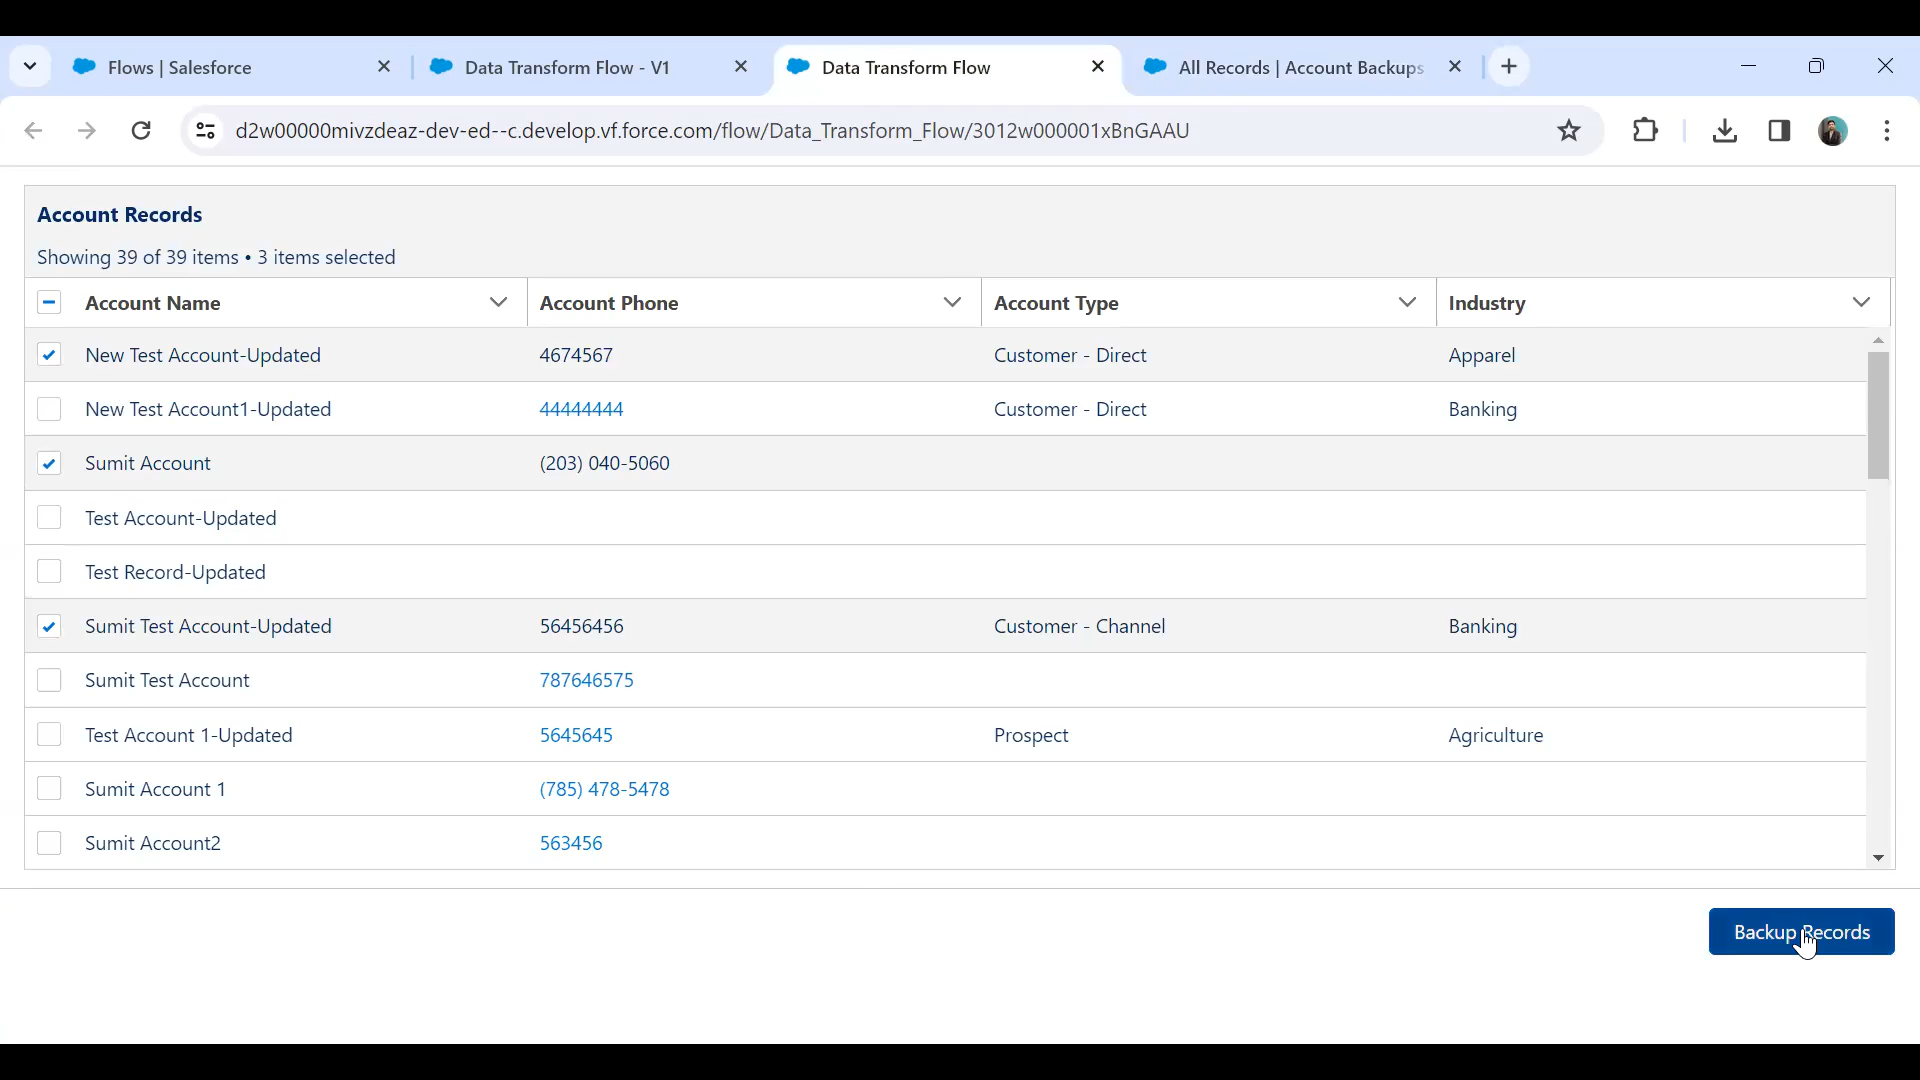 Flows | Salesforce
Data Transform Flow - V1
Data Transform Flow
All Records | Account Backups
d2w00000mivzdeaz-dev-ed--c.develop.vf.force.com/flow/Data_Transform_Flow/3012w000001xBnGAAU
Account Records
Showing 39 of 39 items • 3 items selected
Account Name Account Phone Account Type Industry
New Test Account-Updated 4674567 Customer - Direct Apparel
New Test Account1-Updated 44444444 Customer - Direct Banking
Sumit Account (203) 040-5060
Test Account-Updated
Test Record-Updated
Sumit Test Account-Updated 56456456 Customer - Channel Banking
Sumit Test Account 787646575
Test Account 1-Updated 5645645 Prospect Agriculture
Sumit Account 1 (785) 478-5478
Sumit Account2 563456
Backup Records